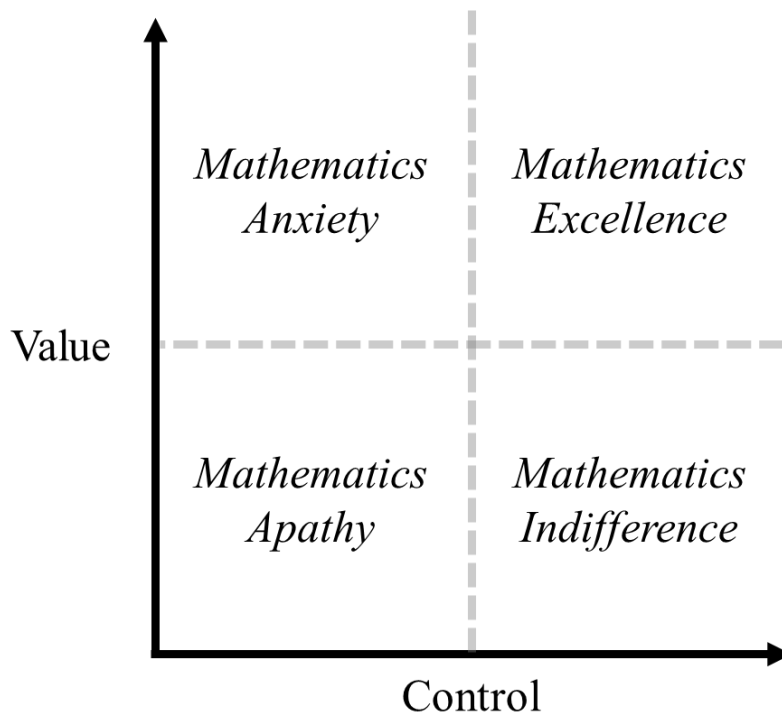 Mathematics
Anxiety
Mathematics
Excellence
Value
Mathematics
Apathy
Mathematics
Indifference
Control